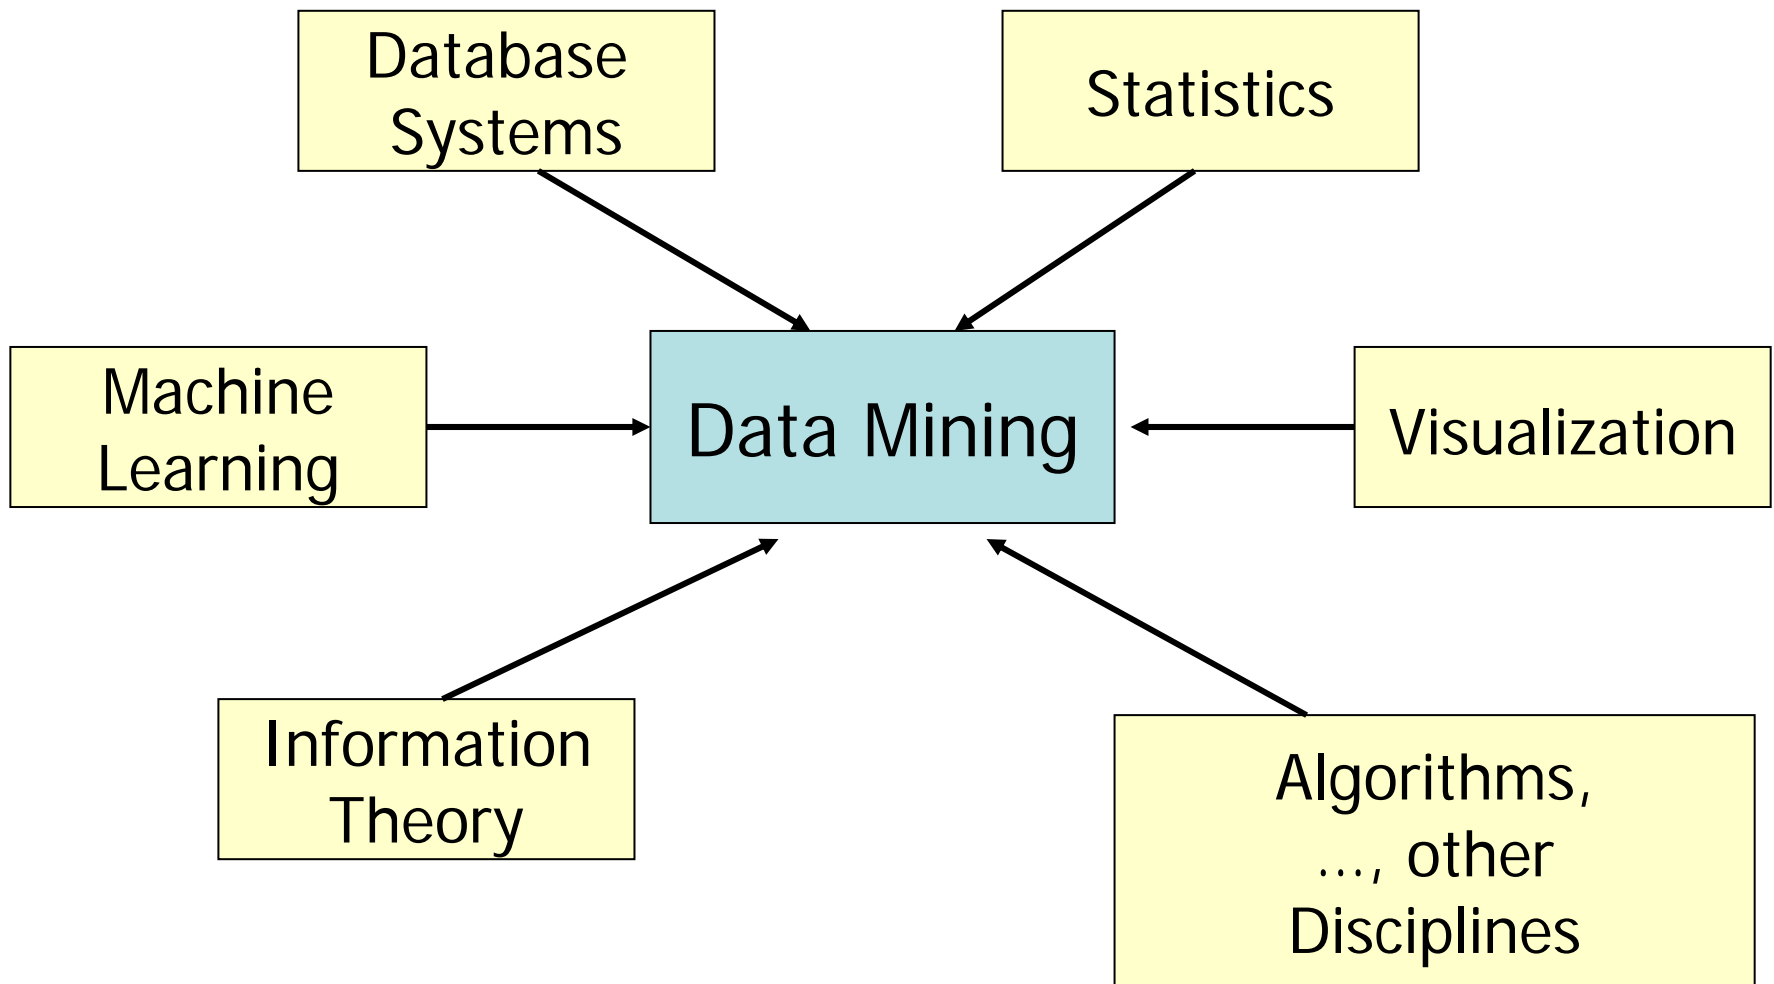 Database
Systems
Statistics
Machine
Learning
Data Mining
Visualization
Information
Theory
Algorithms,
..., other
Disciplines